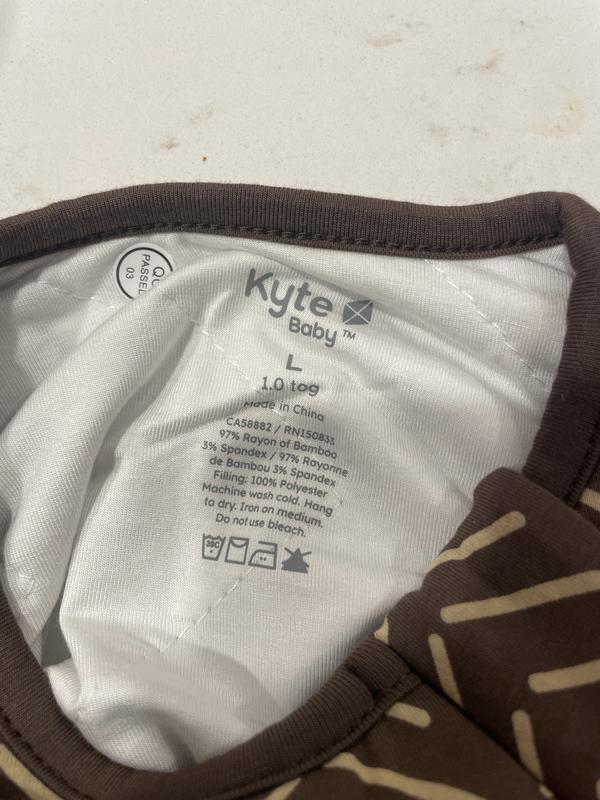 PASSED
03
Kyte
Baby™
L
1.0 tog
Made in China
CA58882 / RN150833
97% Rayon of Bamboo
3% Spandex / 97% Rayonne
de Bambou 3% Spandex
Filling: 100% Polyester
Machine wash cold. Hang
to dry. Iron on medium.
Do not use bleach.
30C